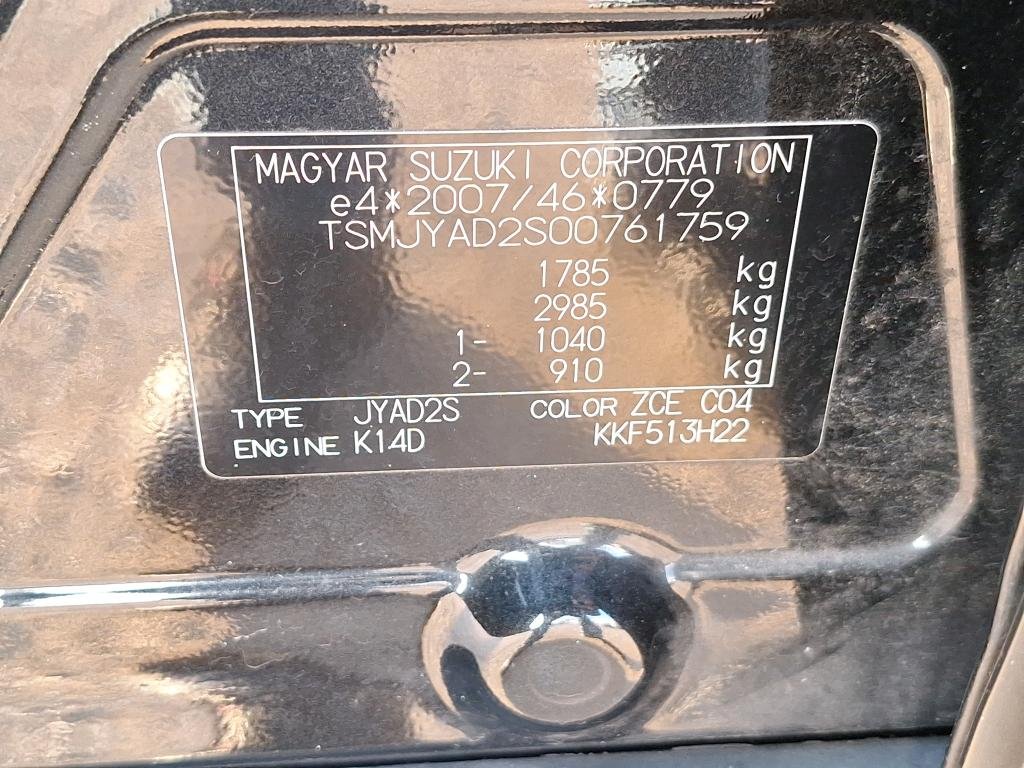 MAGYAR SUZUKI CORPORATION
e4*2007/46*0779
TSMJYAD2S00761759
1785 kg
2985 kg
1- 1040 kg
2- 910 kg
TYPE JYAD2S COLOR ZCE C04
ENGINE K14D KKF513H22